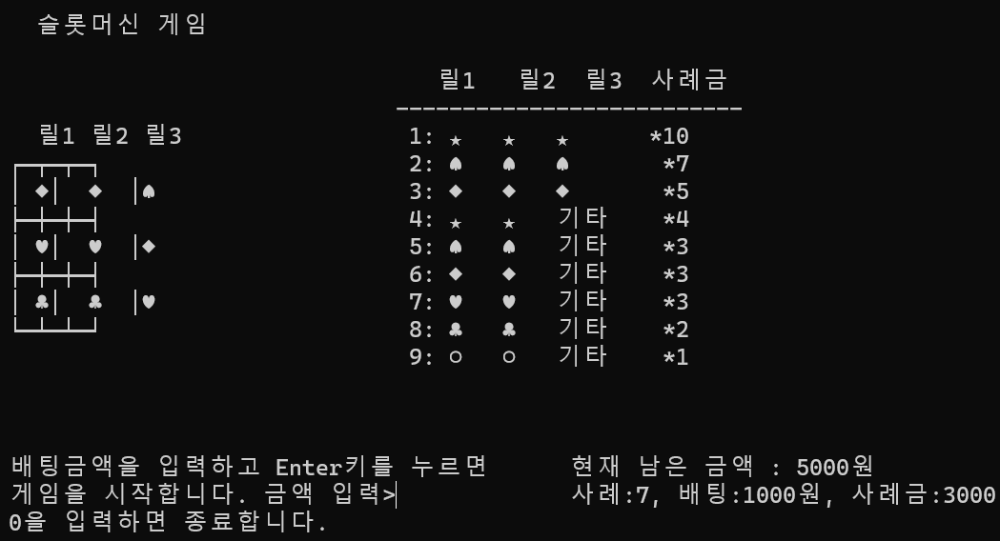 슬롯머신 게임
릴1 릴2 릴3 사례금
-------------------------
릴1 릴2 릴3
1: ★ ★ ★ *10
2: ♠ ♠ ♠ *7
◆│ ◆ │♠
3: ◆ ◆ ◆ *5
4: ★ ★ 기타 *4
5: ♠ ♠ 기타 *3
♥│ ♥ │◆
6: ◆ ◆ 기타 *3
7: ♥ ♥ 기타 *3
♣│ ♣ │♥
8: ♣ ♣ 기타 *2
9: ○ ○ 기타 *1
배팅금액을 입력하고 Enter키를 누르면
게임을 시작합니다. 금액 입력>
0을 입력하면 종료합니다.
현재 남은 금액 : 5000원
사례:7, 배팅:1000원, 사례금:3000